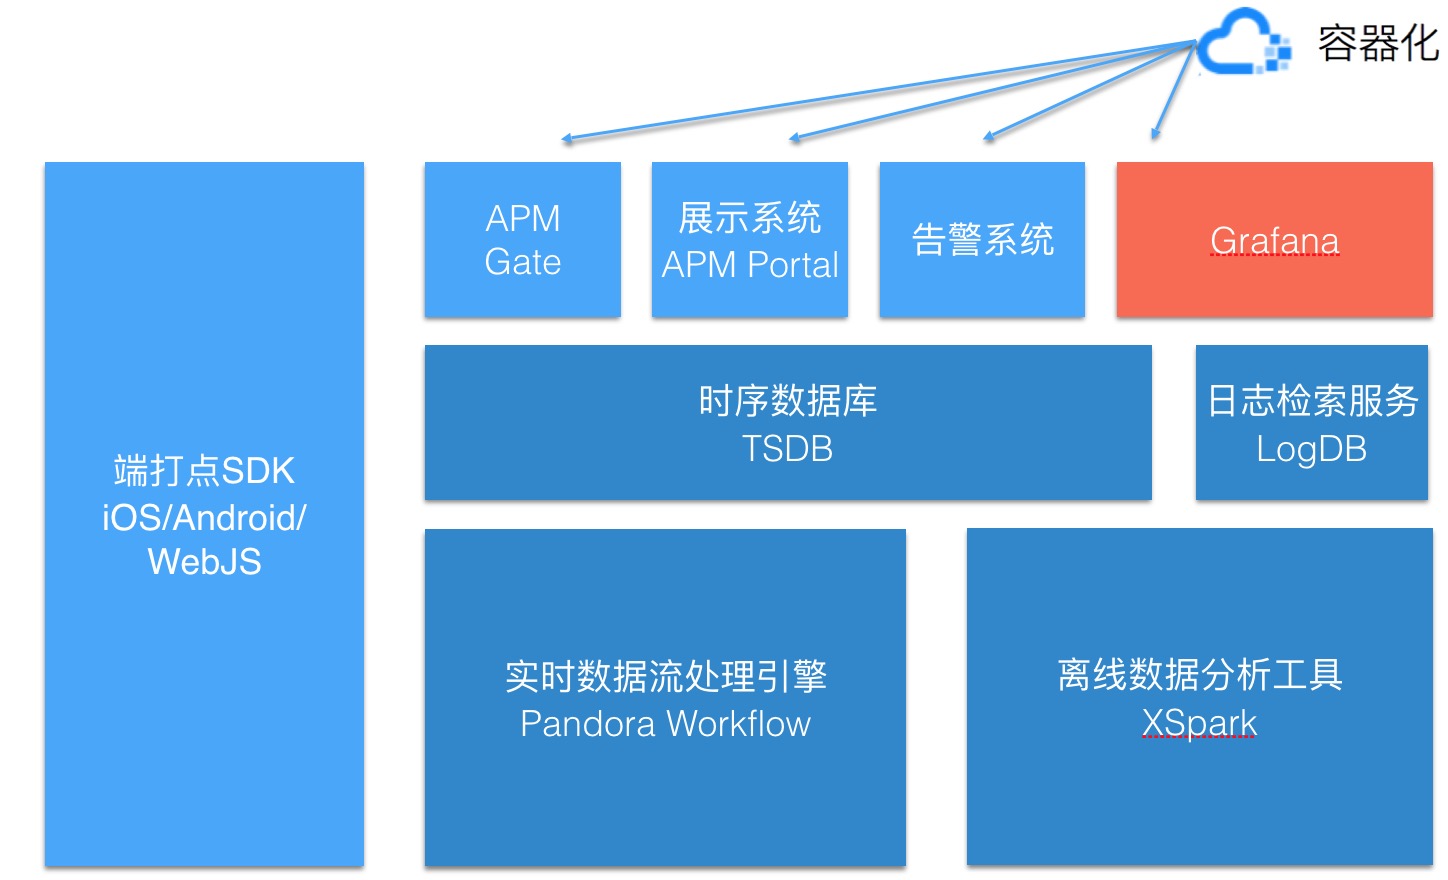 容器化
APM
Gate
展示系统
APM Portal
告警系统
Grafana
时序数据库
TSDB
日志检索服务
LogDB
端打点SDK
iOS/Android/
WebJS
实时数据流处理引擎
Pandora Workflow
离线数据分析工具
XSpark